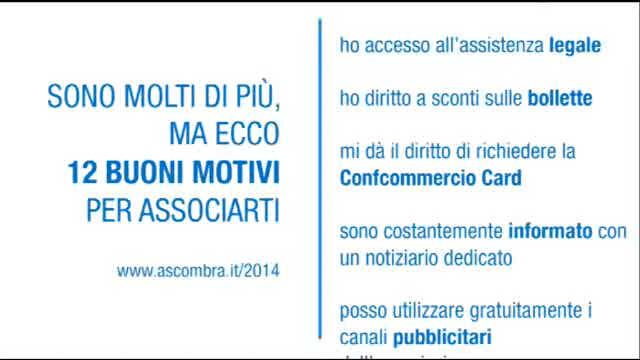 SONO MOLTI DI PIÙ,
MA ECCO
12 BUONI MOTIVI
PER ASSOCIARTI
www.ascombra.it/2014
ho accesso all'assistenza legale
ho diritto a sconti sulle bollette
mi dà il diritto di richiedere la
Confcommercio Card
sono costantemente informato con
un notiziario dedicato
posso utilizzare gratuitamente i
canali pubblicitari